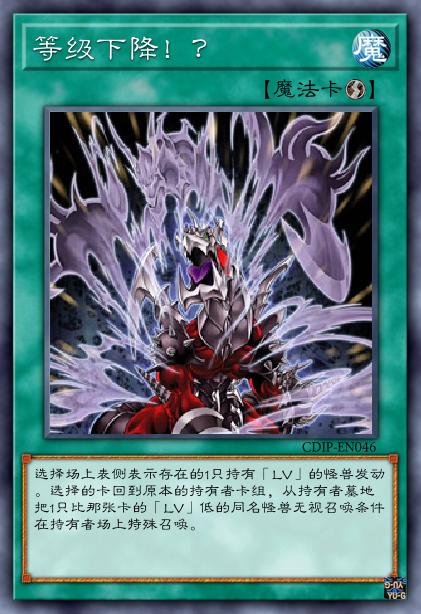 等级下降！？
魔
【魔法卡】
CDIP-EN046
选择场上表侧表示存在的1只持有「LV」的怪兽发动
。选择的卡回到原本的持有者卡组，从持有者墓地
把1只比那张卡的「LV」低的同名怪兽无视召唤条件
在持有者场上特殊召唤。